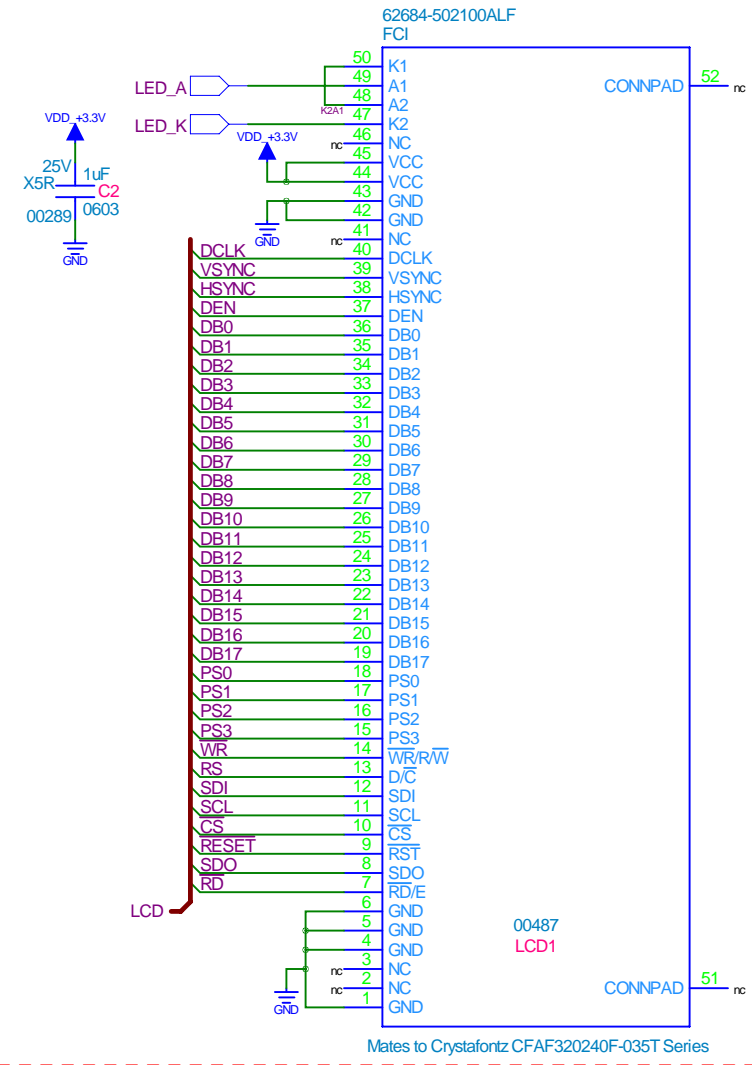 62684-502100ALF
FCI
50 K1
LED_A 49 A1
48 A2
K2A1
LED_K 47 K2
nc 46 NC
VDD_+3.3V
45 VCC
44 VCC
43 GND
42 GND
GND
nc 41 NC
CONNPAD 52 nc
VDD_+3.3V
25V 1uF
X5R C2
00289 0603
GND
DCLK 40 DCLK
VSYNC 39 VSYNC
HSYNC 38 HSYNC
DEN 37 DEN
DB0 36 DB0
DB1 35 DB1
DB2 34 DB2
DB3 33 DB3
DB4 32 DB4
DB5 31 DB5
DB6 30 DB6
DB7 29 DB7
DB8 28 DB8
DB9 27 DB9
DB10 26 DB10
DB11 25 DB11
DB12 24 DB12
DB13 23 DB13
DB14 22 DB14
DB15 21 DB15
DB16 20 DB16
DB17 19 DB17
PS0 18 PS0
PS1 17 PS1
PS2 16 PS2
PS3 15 PS3
WR 14 WR/R/W
RS 13 D/C
SDI 12 SDI
SCL 11 SCL
CS 10 CS
RESET 9 RST
SDO 8 SDO
RD 7 RD/E
LCD
6 GND
5 GND
4 GND
nc 3 NC
nc 2 NC
1 GND
GND
00487
LCD1
CONNPAD 51 nc
Mates to Crystafontz CFAF320240F-035T Series